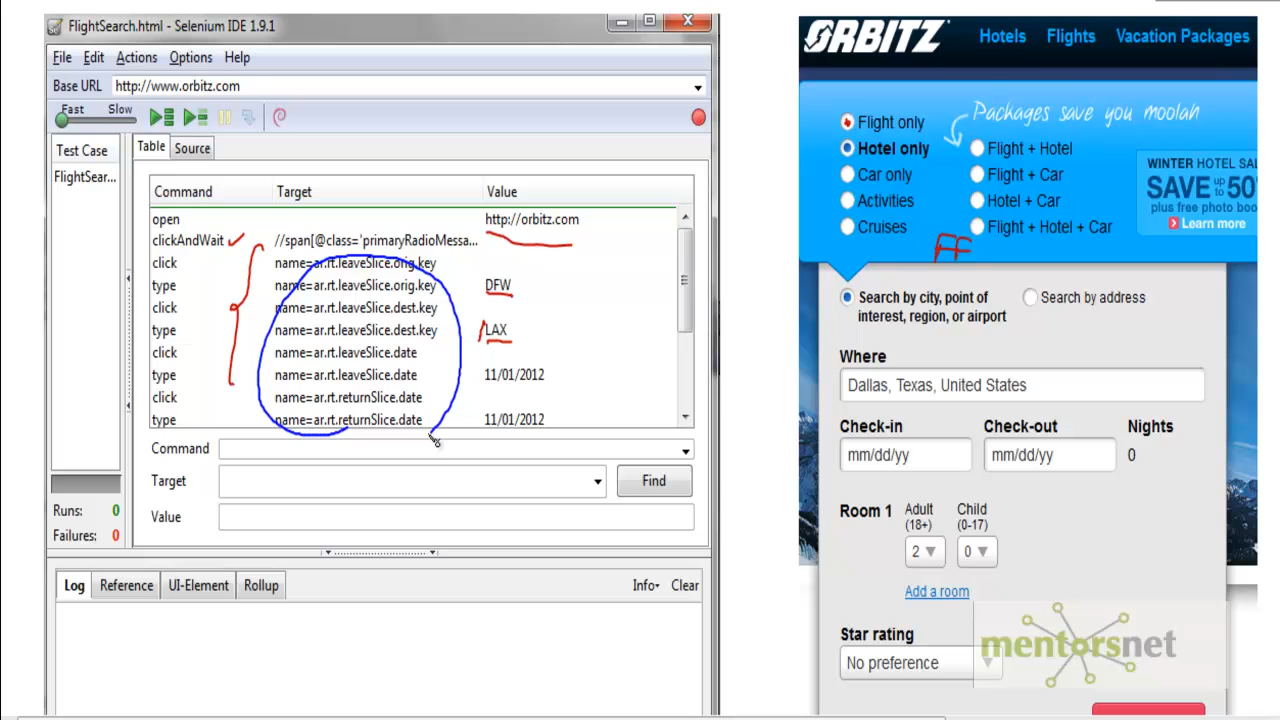 FlightSearch.html - Selenium IDE 1.9.1
File Edit Actions Options Help
Base URL http://www.orbitz.com
Fast Slow
Test Case
FlightSear...
Table Source
Command Target Value
open http://orbitz.com
clickAndWait //span[@class='primaryRadioMessa...
click name=ar.rt.leaveSlice.orig.key
type name=ar.rt.leaveSlice.orig.key DFW
click name=ar.rt.leaveSlice.dest.key
type name=ar.rt.leaveSlice.dest.key LAX
click name=ar.rt.leaveSlice.date
type name=ar.rt.leaveSlice.date 11/01/2012
click name=ar.rt.returnSlice.date
type name=ar.rt.returnSlice.date 11/01/2012
Command
Target Find
Value
Runs: 0
Failures: 0
Log Reference UI-Element Rollup Info Clear
ORBITZ Hotels Flights Vacation Packages
Packages save you moolah
Flight only
Hotel only
Car only
Activities
Cruises
Flight + Hotel
Flight + Car
Hotel + Car
Flight + Hotel + Car
FF
WINTER HOTEL SAL
SAVE up to 50
plus free photo boo
Learn more
Search by city, point of
interest, region, or airport
Search by address
Where
Dallas, Texas, United States
Check-in Check-out Nights
mm/dd/yy mm/dd/yy 0
Room 1 Adult Child
(18+) (0-17)
2 0
Add a room
Star rating
No preference
mentorsnet